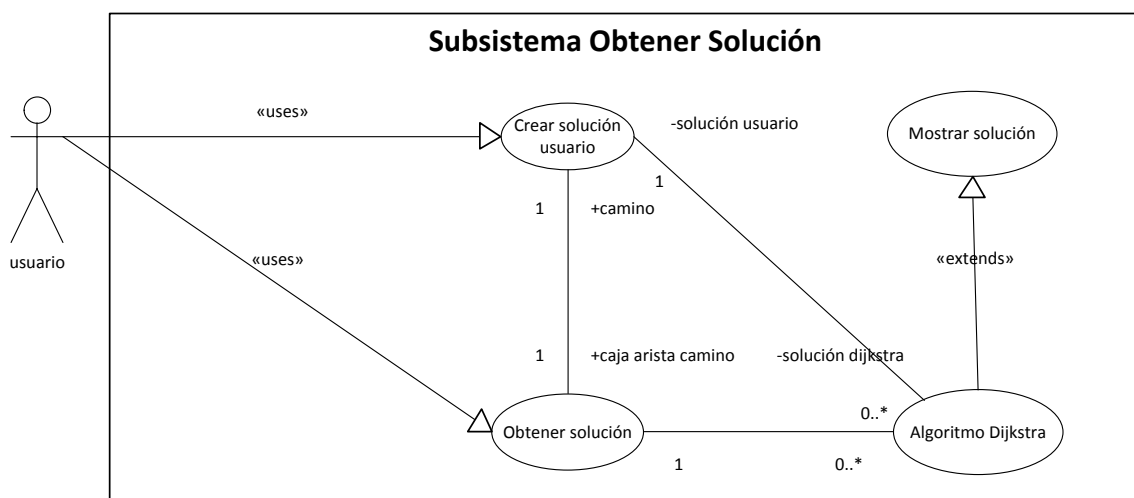 Subsistema Obtener Solución
«uses»
Crear solución
usuario
-solución usuario
Mostrar solución
1
1
+camino
usuario
«uses»
«extends»
1
+caja arista camino
-solución dijkstra
0..*
Obtener solución
Algoritmo Dijkstra
1
0..*